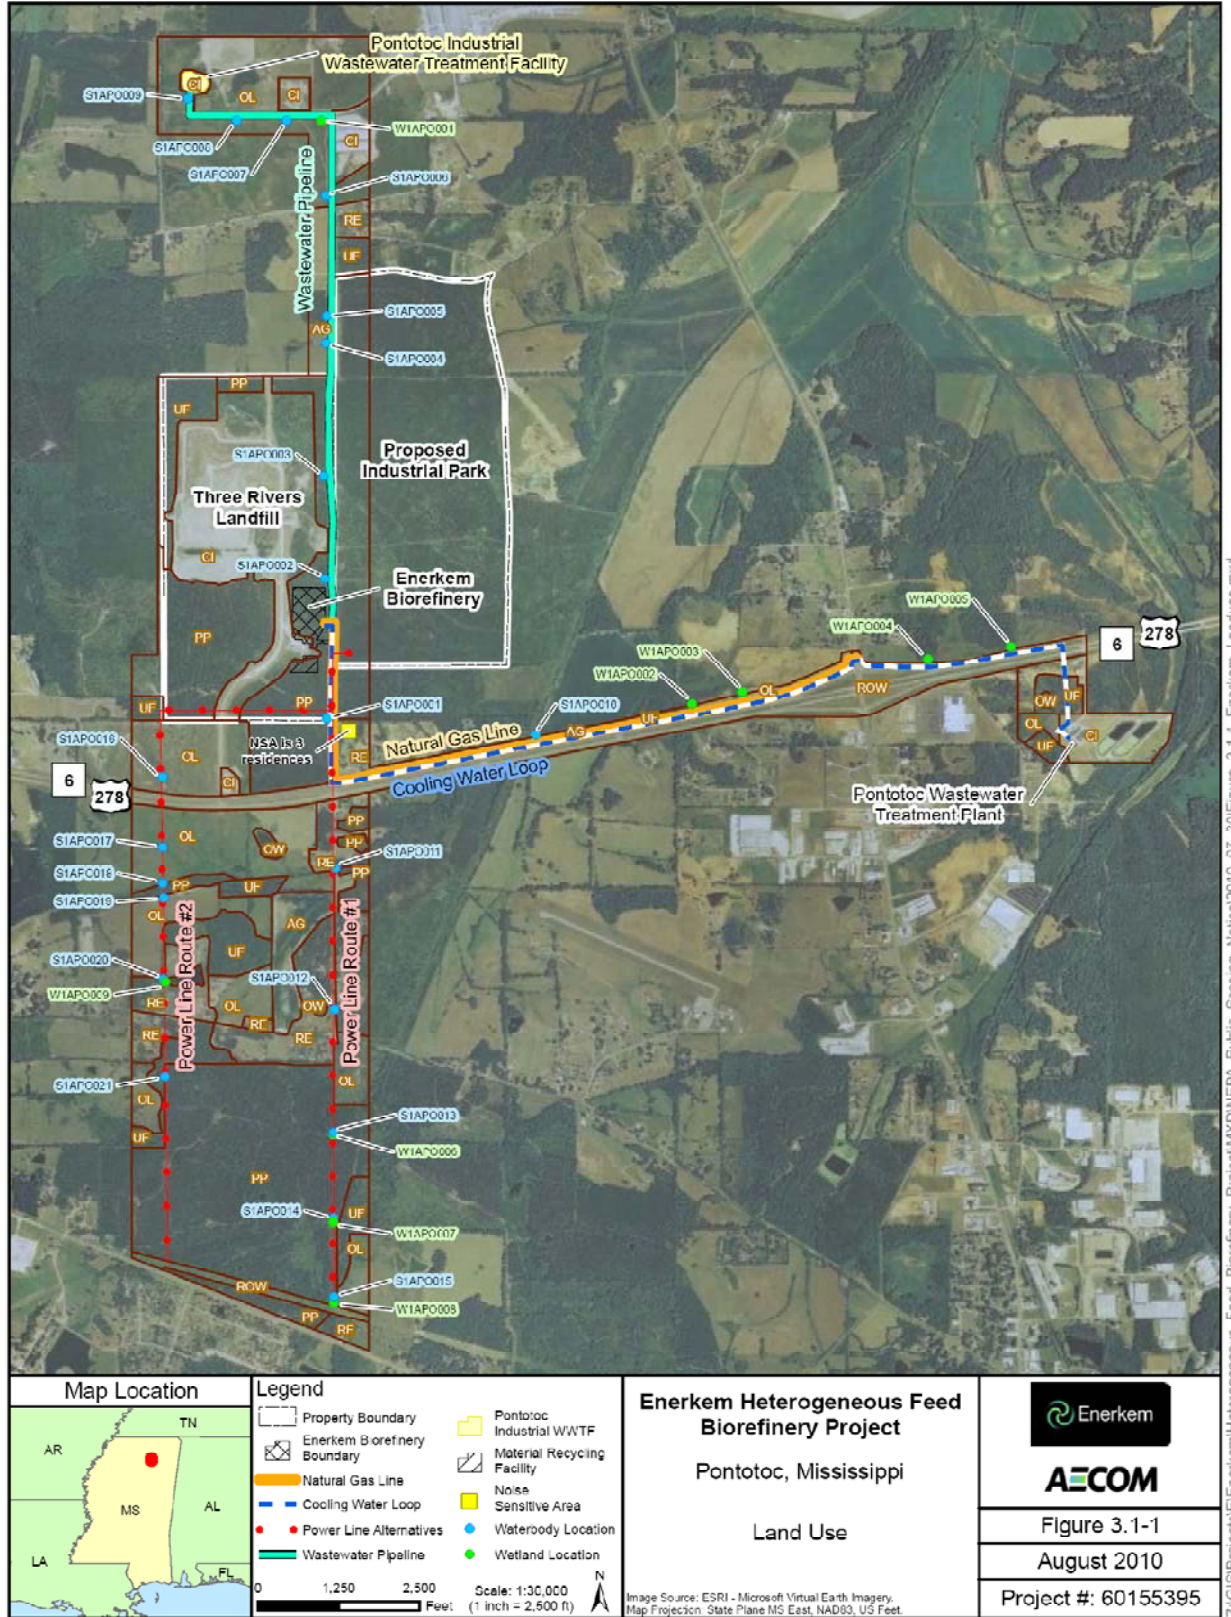 Pontotoc Industrial
Wastewater Treatment Facility
CI
S1APO009
OL
CI
W1APO001
S1APO008
CI
S1APO007
S1APO006
Wastewater Pipeline
RE
UF
S1APO005
AG
S1APO004
PP
UF
Proposed
Industrial Park
S1APO003
Three Rivers
Landfill
CI
S1APO002
Enerkem
Biorefinery
W1APO005
PP
W1APO004
6
278
W1APO003
W1APO002
OL
ROW
UF
PP
S1APO001
S1APO010
OW
UF
OL
CI
UF
AG
UF
S1APO016
OL
NSA is 3
residences
RE
Natural Gas Line
Cooling Water Loop
6
278
CI
Pontotoc Wastewater
Treatment Plant
PP
S1APO017
OL
OW
PP
RE
S1APO011
PP
S1APO018
PP
UF
S1APO019
OL
AG
Power Line Route #2
Power Line Route #1
UF
S1APO020
S1APO012
W1APO009
RE
OL
OW
RE
RE
RE
S1APO021
OL
OL
UF
S1APO013
W1APO006
PP
S1APO014
UF
W1APO007
OL
S1APO015
ROW
W1APO008
PP
RE
Map Location
TN
AR
MS
AL
LA
FL
Legend
Property Boundary
Enerkem Biorefinery
Boundary
Natural Gas Line
Cooling Water Loop
Power Line Alternatives
Wastewater Pipeline
Pontotoc
Industrial WWTF
Material Recycling
Facility
Noise
Sensitive Area
Waterbody Location
Wetland Location
0 1,250 2,500
Feet
Scale: 1:30,000
(1 inch = 2,500 ft)
N
Enerkem Heterogeneous Feed
Biorefinery Project
Pontotoc, Mississippi
Land Use
Image Source: ESRI - Microsoft Virtual Earth Imagery.
Map Projection: State Plane MS East, NAD83, US Feet.
Enerkem
AECOM
Figure 3.1-1
August 2010
Project #: 60155395